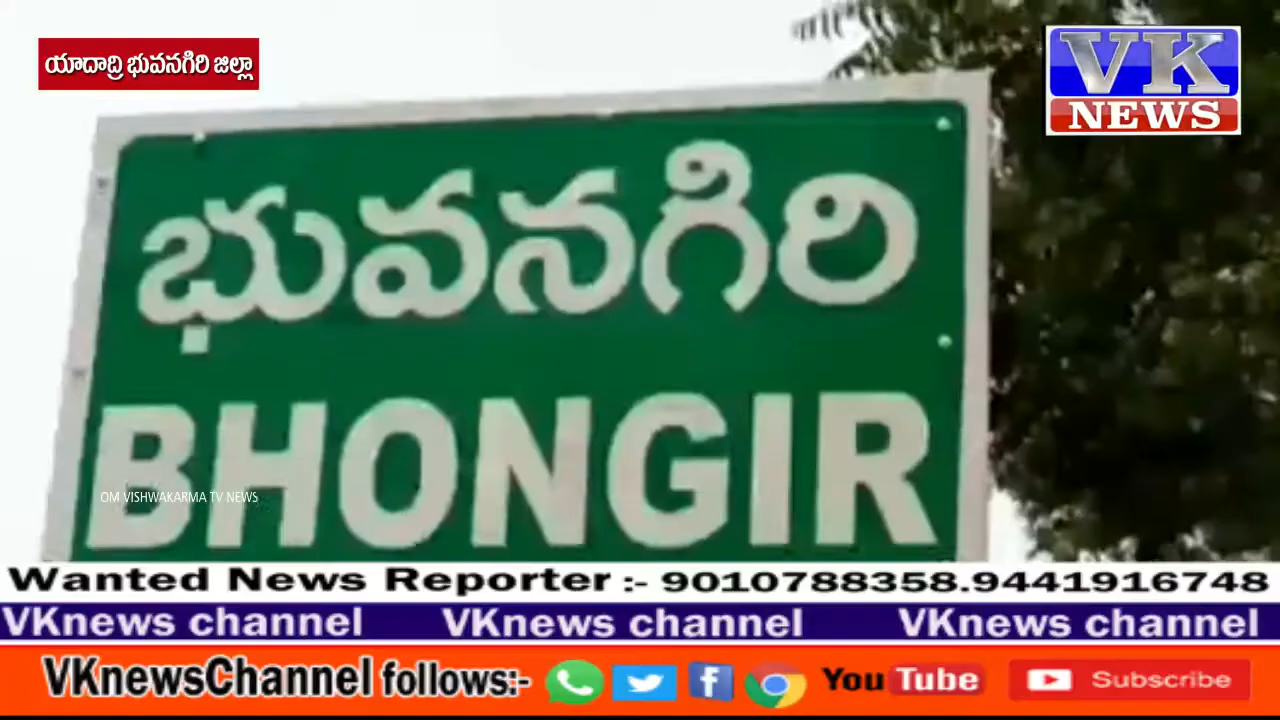 యాదాద్రి భువనగిరి జిల్లా
VK
NEWS
భువనగిరి
BHONGIR
OM VISHWAKARMA TV NEWS
Wanted News Reporter :- 9010788358.9441916748
VKnews channel VKnews channel VKnews channel
VKnewsChannel follows:- YouTube Subscribe